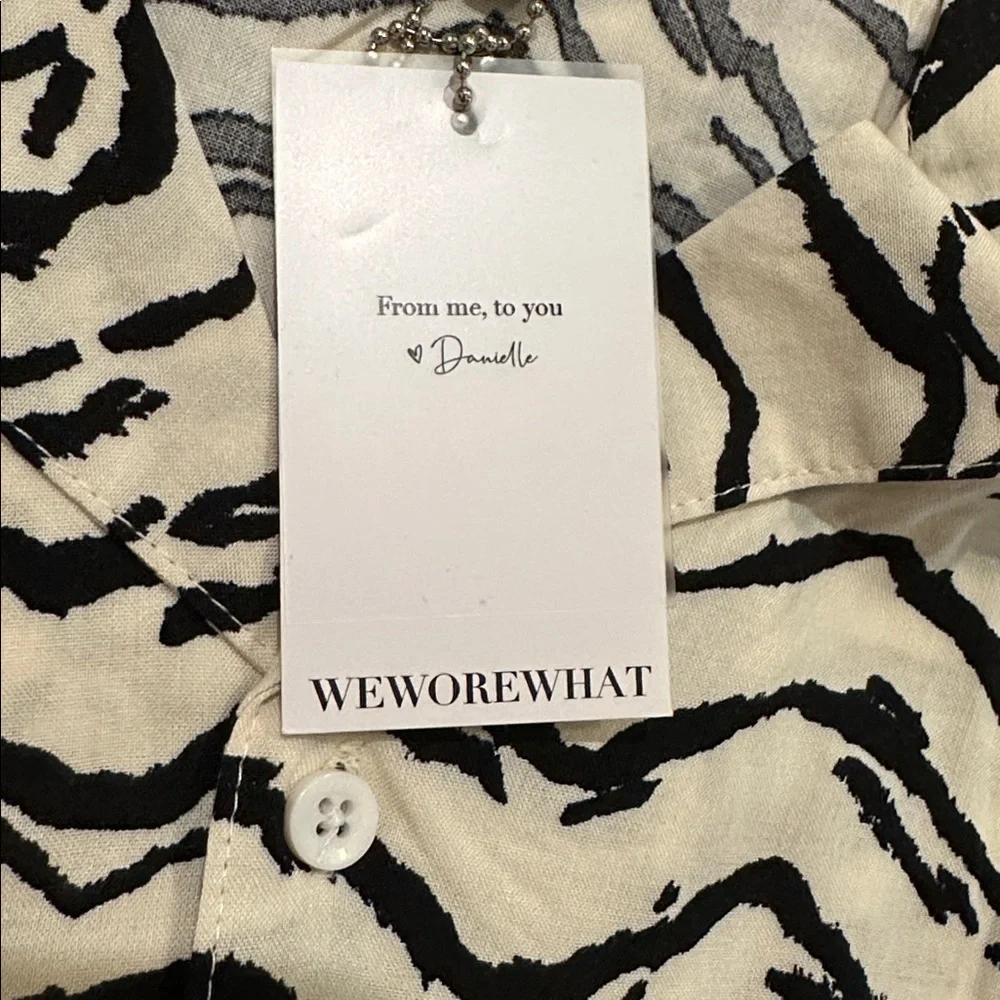 From me, to you
♡ Danielle
WEWOREWHAT